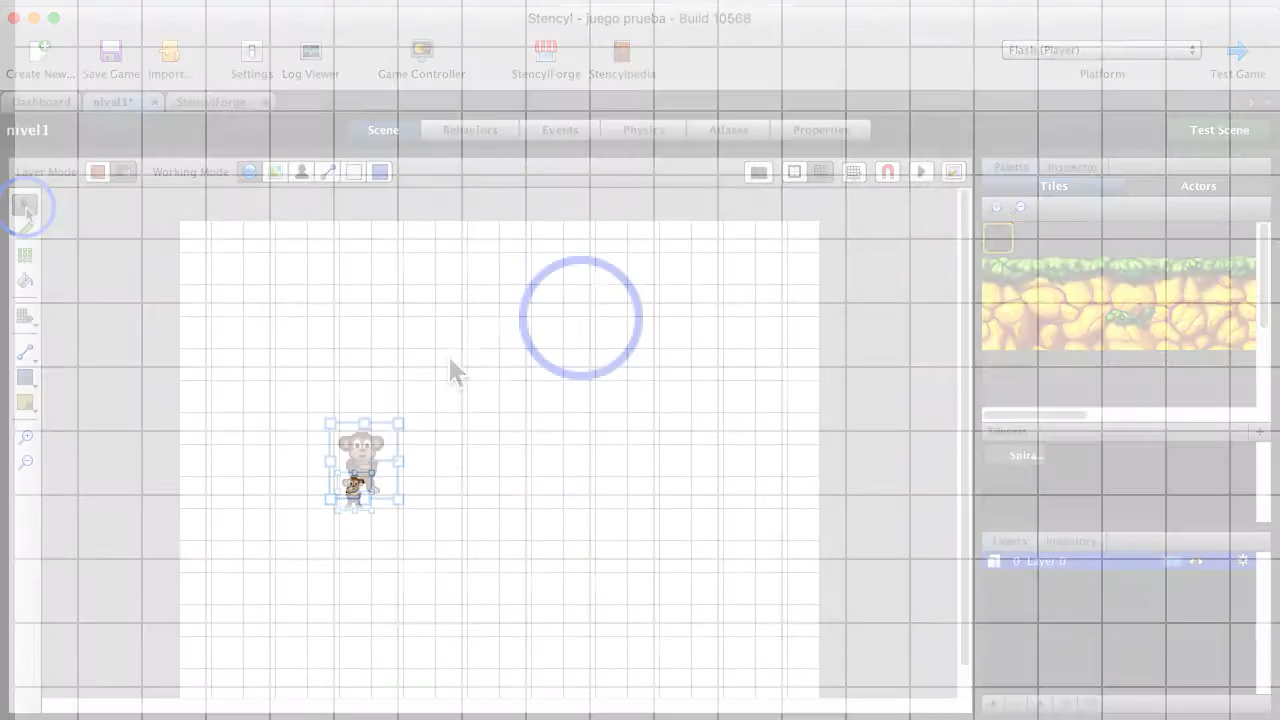 Stencyl - juego prueba - Build 10568
Create New... Save Game Import... Settings Log Viewer Game Controller StencylForge Stencylpedia Flash (Player) Platform Test Game
Dashboard nivel1* StencylForge
nivel1 Scene Behaviors Events Physics Atlases Properties Test Scene
Layer Mode Working Mode Palette Inspector
Tiles Actors
Tilesets
Spira...
Layers Inventory
0 Layer 0